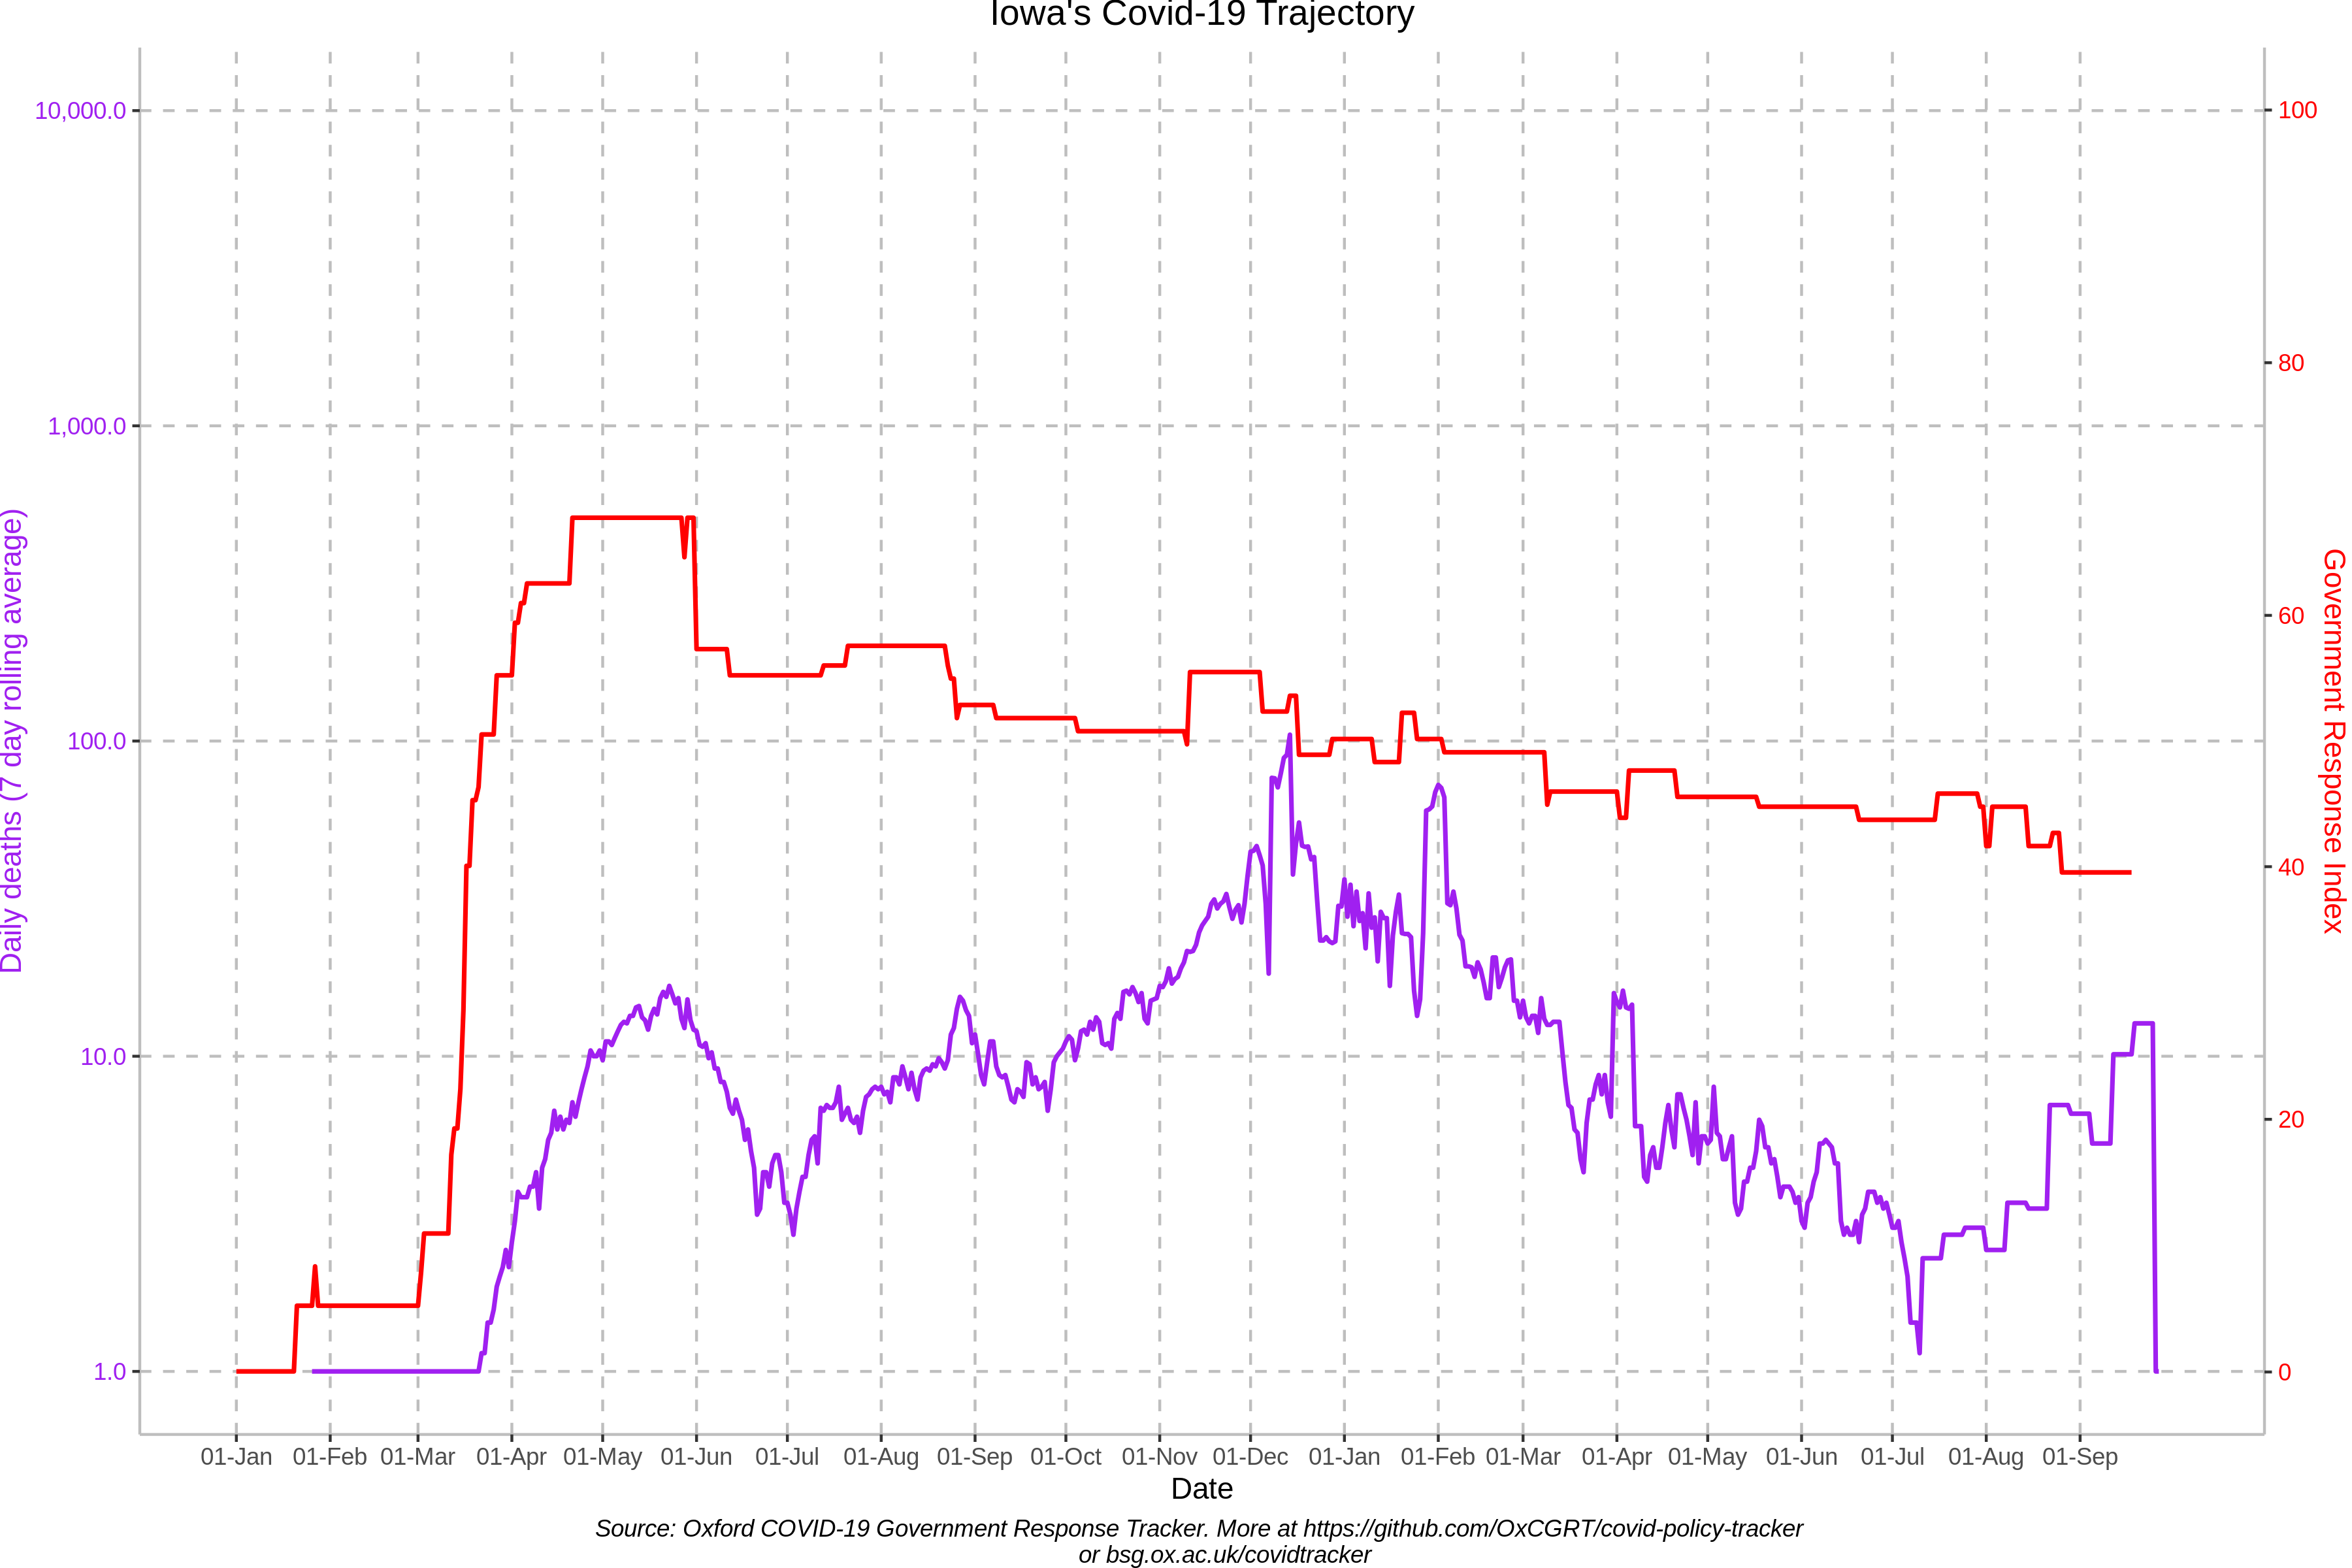 Iowa's Covid-19 Trajectory
10,000.0
1,000.0
100.0
10.0
1.0
Daily deaths (7 day rolling average)
100
80
60
40
20
0
Government Response Index
01-Jan 01-Feb 01-Mar 01-Apr 01-May 01-Jun 01-Jul 01-Aug 01-Sep 01-Oct 01-Nov 01-Dec 01-Jan 01-Feb 01-Mar 01-Apr 01-May 01-Jun 01-Jul 01-Aug 01-Sep
Date
Source: Oxford COVID-19 Government Response Tracker. More at https://github.com/OxCGRT/covid-policy-tracker
or bsg.ox.ac.uk/covidtracker